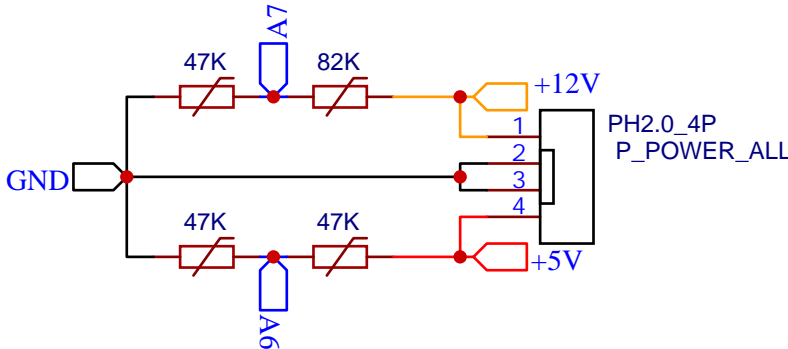 A7
47K
82K
+12V
1
PH2.0_4P
2
P_POWER_ALL
3
GND
4
47K
47K
+5V
A6